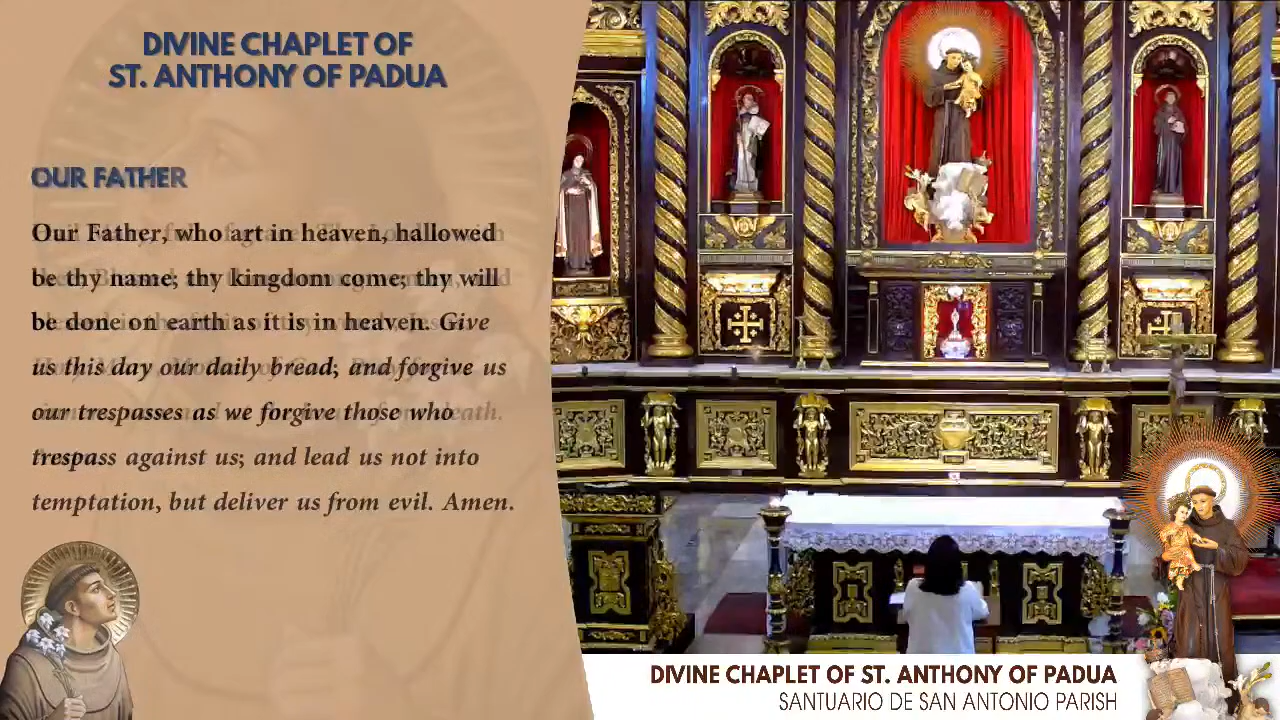 DIVINE CHAPLET OF
ST. ANTHONY OF PADUA
OUR FATHER
Our Father, who art in heaven, hallowed
be thy name; thy kingdom come; thy will
be done on earth as it is in heaven. Give
us this day our daily bread; and forgive us
our trespasses as we forgive those who
trespass against us; and lead us not into
temptation, but deliver us from evil. Amen.
DIVINE CHAPLET OF ST. ANTHONY OF PADUA
SANTUARIO DE SAN ANTONIO PARISH